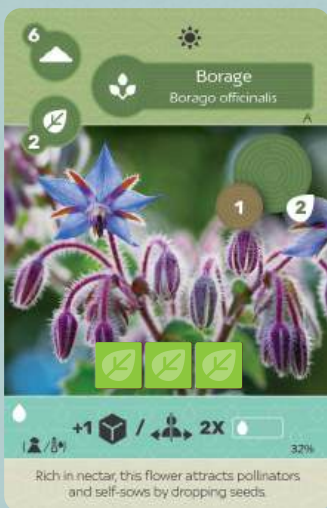 6
Borage
Borago officinalis
A
2
1
2
+1 / 2X
( / )
32%
Rich in nectar, this flower attracts pollinators
and self-sows by dropping seeds.